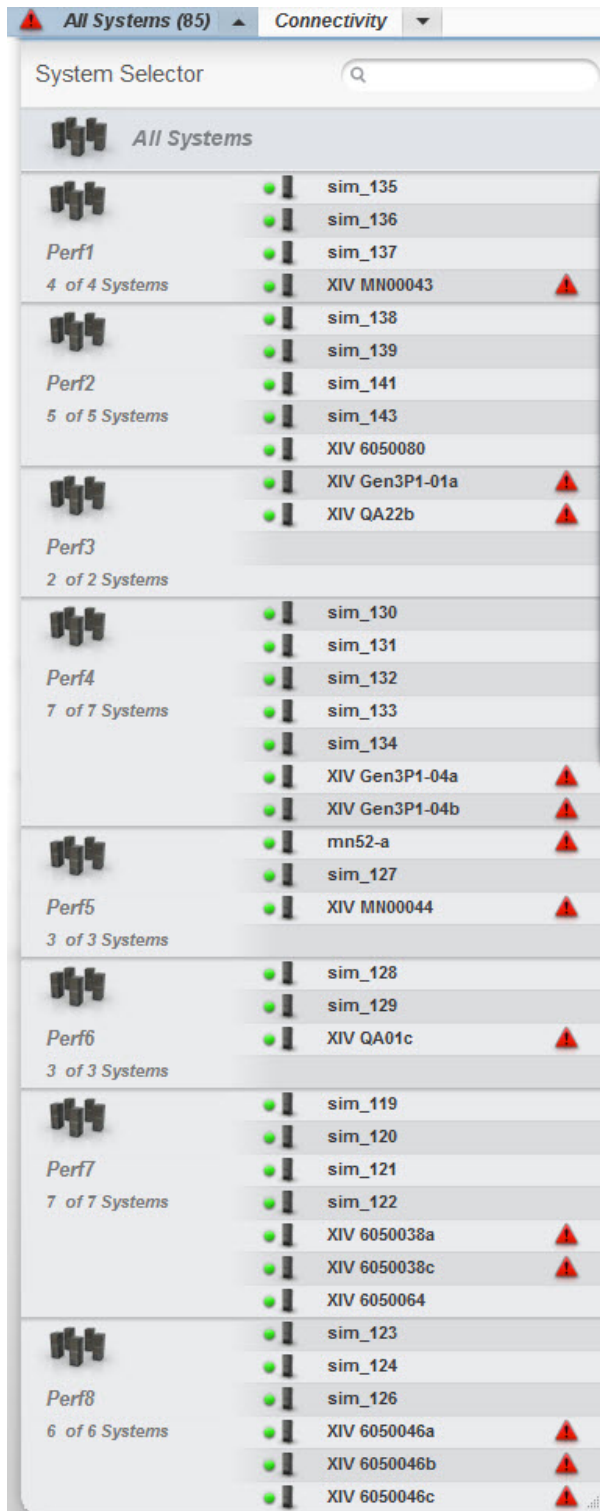 All Systems (85) Connectivity
System Selector
All Systems
sim_135
sim_136
Perf1 sim_137
4 of 4 Systems XIV MN00043
sim_138
sim_139
Perf2 sim_141
5 of 5 Systems sim_143
XIV 6050080
XIV Gen3P1-01a
XIV QA22b
Perf3
2 of 2 Systems
sim_130
sim_131
Perf4 sim_132
7 of 7 Systems sim_133
sim_134
XIV Gen3P1-04a
XIV Gen3P1-04b
mn52-a
sim_127
Perf5 XIV MN00044
3 of 3 Systems
sim_128
sim_129
Perf6 XIV QA01c
3 of 3 Systems
sim_119
sim_120
Perf7 sim_121
7 of 7 Systems sim_122
XIV 6050038a
XIV 6050038c
XIV 6050064
sim_123
sim_124
Perf8 sim_126
6 of 6 Systems XIV 6050046a
XIV 6050046b
XIV 6050046c